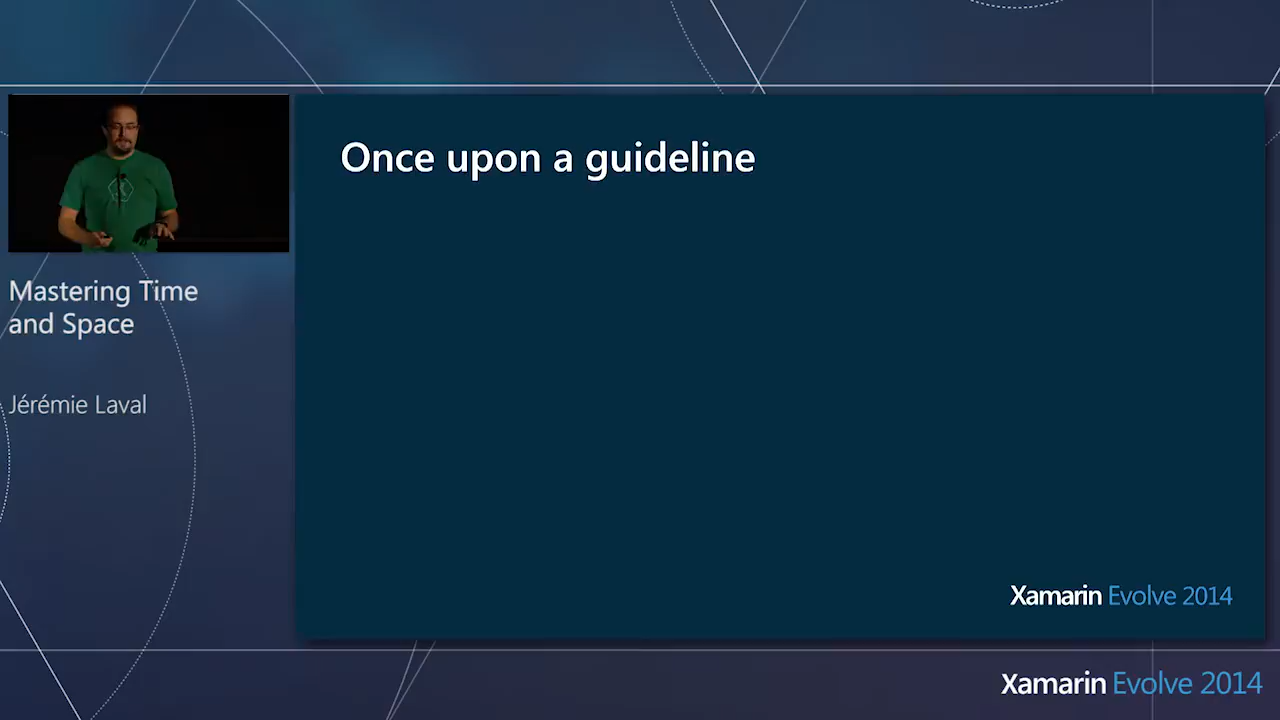 Once upon a guideline
Mastering Time
and Space
Jérémie Laval
Xamarin Evolve 2014
Xamarin Evolve 2014